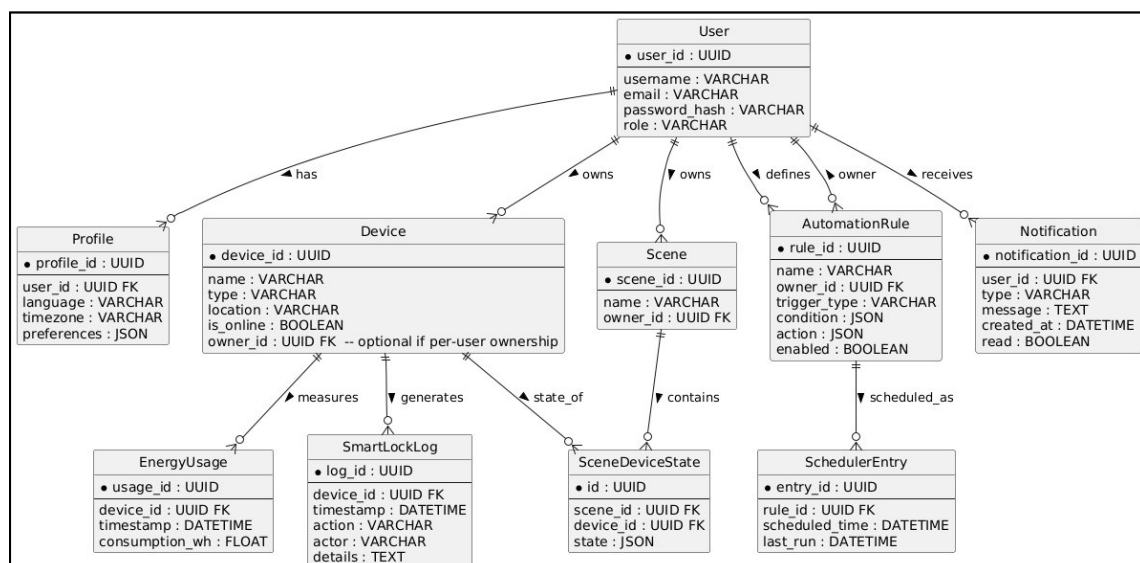 User
user_id : UUID
username : VARCHAR
email : VARCHAR
password_hash : VARCHAR
role : VARCHAR
has
owns
owns
defines
owner
receives
Profile
profile_id : UUID
user_id : UUID FK
language : VARCHAR
timezone : VARCHAR
preferences : JSON
Device
device_id : UUID
name : VARCHAR
type : VARCHAR
location : VARCHAR
is_online : BOOLEAN
owner_id : UUID FK -- optional if per-user ownership
Scene
scene_id : UUID
name : VARCHAR
owner_id : UUID FK
AutomationRule
rule_id : UUID
name : VARCHAR
owner_id : UUID FK
trigger_type : VARCHAR
condition : JSON
action : JSON
enabled : BOOLEAN
Notification
notification_id : UUID
user_id : UUID FK
type : VARCHAR
message : TEXT
created_at : DATETIME
read : BOOLEAN
measures
generates
state_of
contains
scheduled_as
EnergyUsage
usage_id : UUID
device_id : UUID FK
timestamp : DATETIME
consumption_wh : FLOAT
SmartLockLog
log_id : UUID
device_id : UUID FK
timestamp : DATETIME
action : VARCHAR
actor : VARCHAR
details : TEXT
SceneDeviceState
id : UUID
scene_id : UUID FK
device_id : UUID FK
state : JSON
SchedulerEntry
entry_id : UUID
rule_id : UUID FK
scheduled_time : DATETIME
last_run : DATETIME